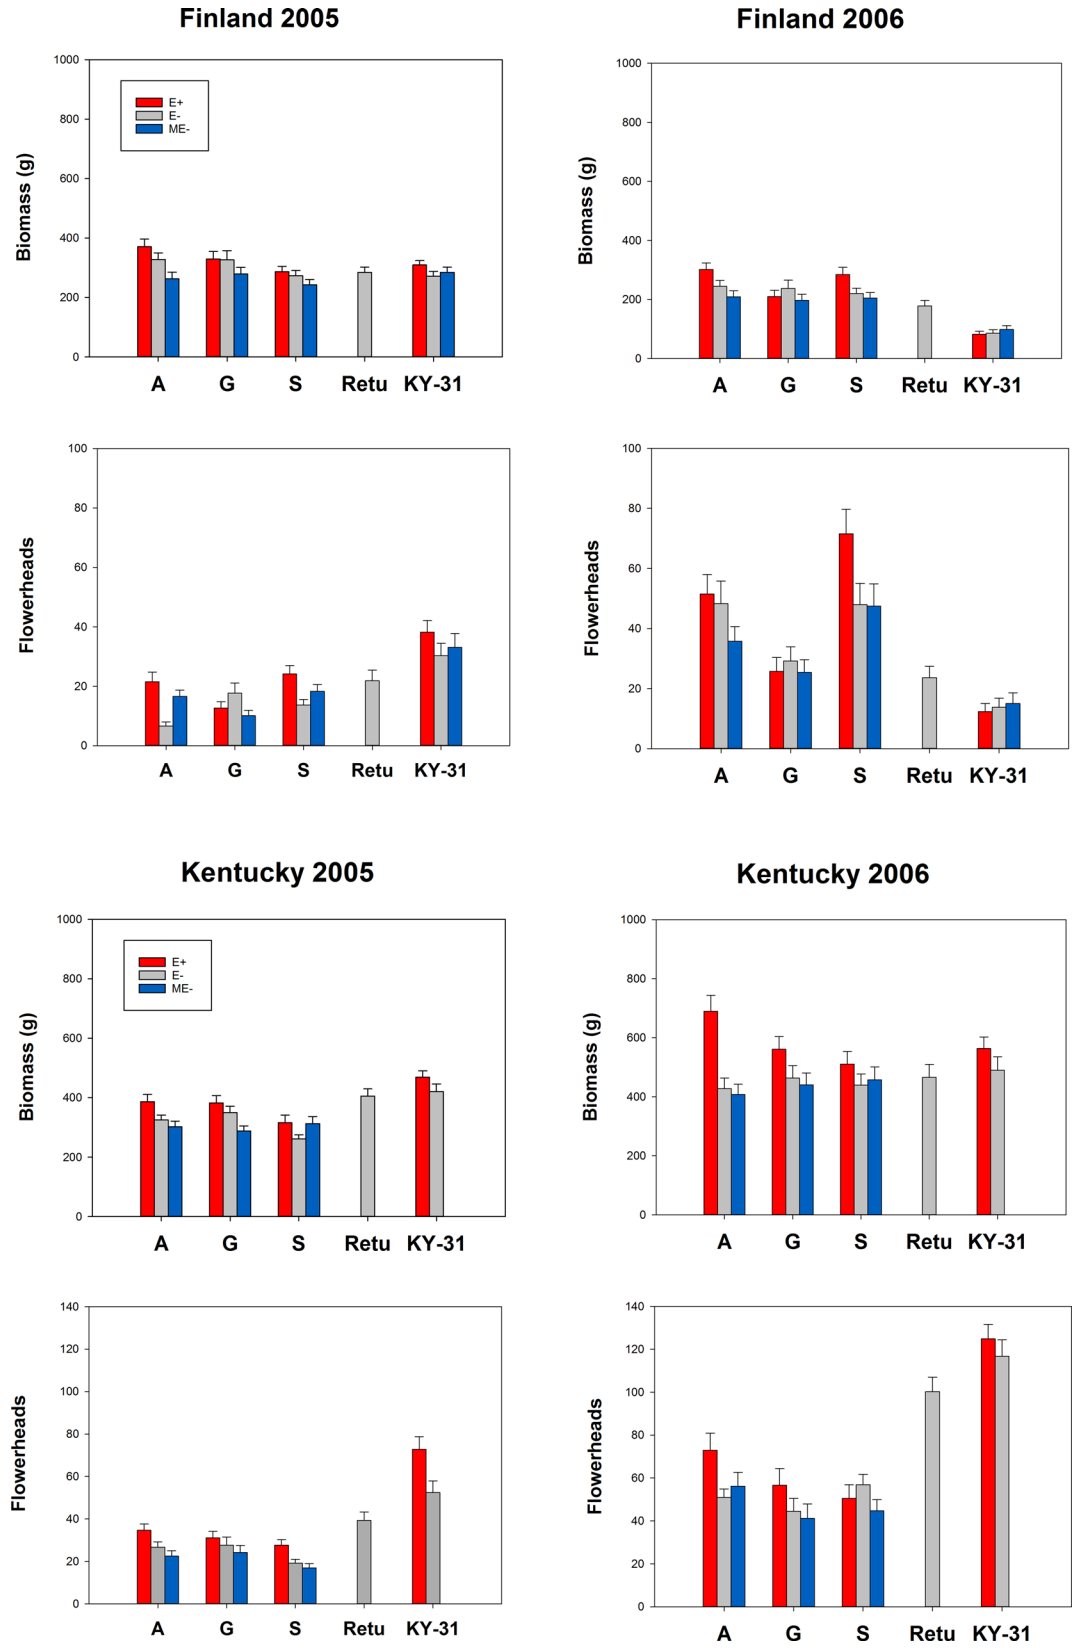 Finland 2005
Finland 2006
1000
800
600
400
200
0
Biomass (g)
E+
E-
ME-
A G S Retu KY-31
1000
800
600
400
200
0
Biomass (g)
A G S Retu KY-31
100
80
60
40
20
0
Flowerheads
A G S Retu KY-31
100
80
60
40
20
0
Flowerheads
A G S Retu KY-31
Kentucky 2005
Kentucky 2006
1000
800
600
400
200
0
Biomass (g)
E+
E-
ME-
A G S Retu KY-31
1000
800
600
400
200
0
Biomass (g)
A G S Retu KY-31
140
120
100
80
60
40
20
0
Flowerheads
A G S Retu KY-31
140
120
100
80
60
40
20
0
Flowerheads
A G S Retu KY-31